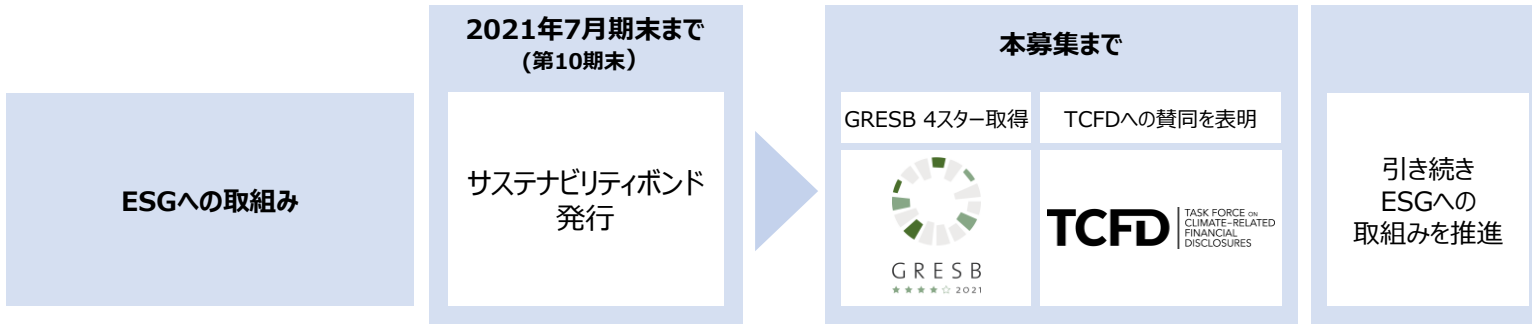 ESGへの取組み
2021年7月期末まで
(第10期末）
サステナビリティボンド
発行
本募集まで
GRESB 4スター取得
TCFDへの賛同を表明
GRESB
★★★★☆ 2021
TCFD
TASK FORCE ON
CLIMATE-RELATED
FINANCIAL
DISCLOSURES
引き続き
ESGへの
取組みを推進